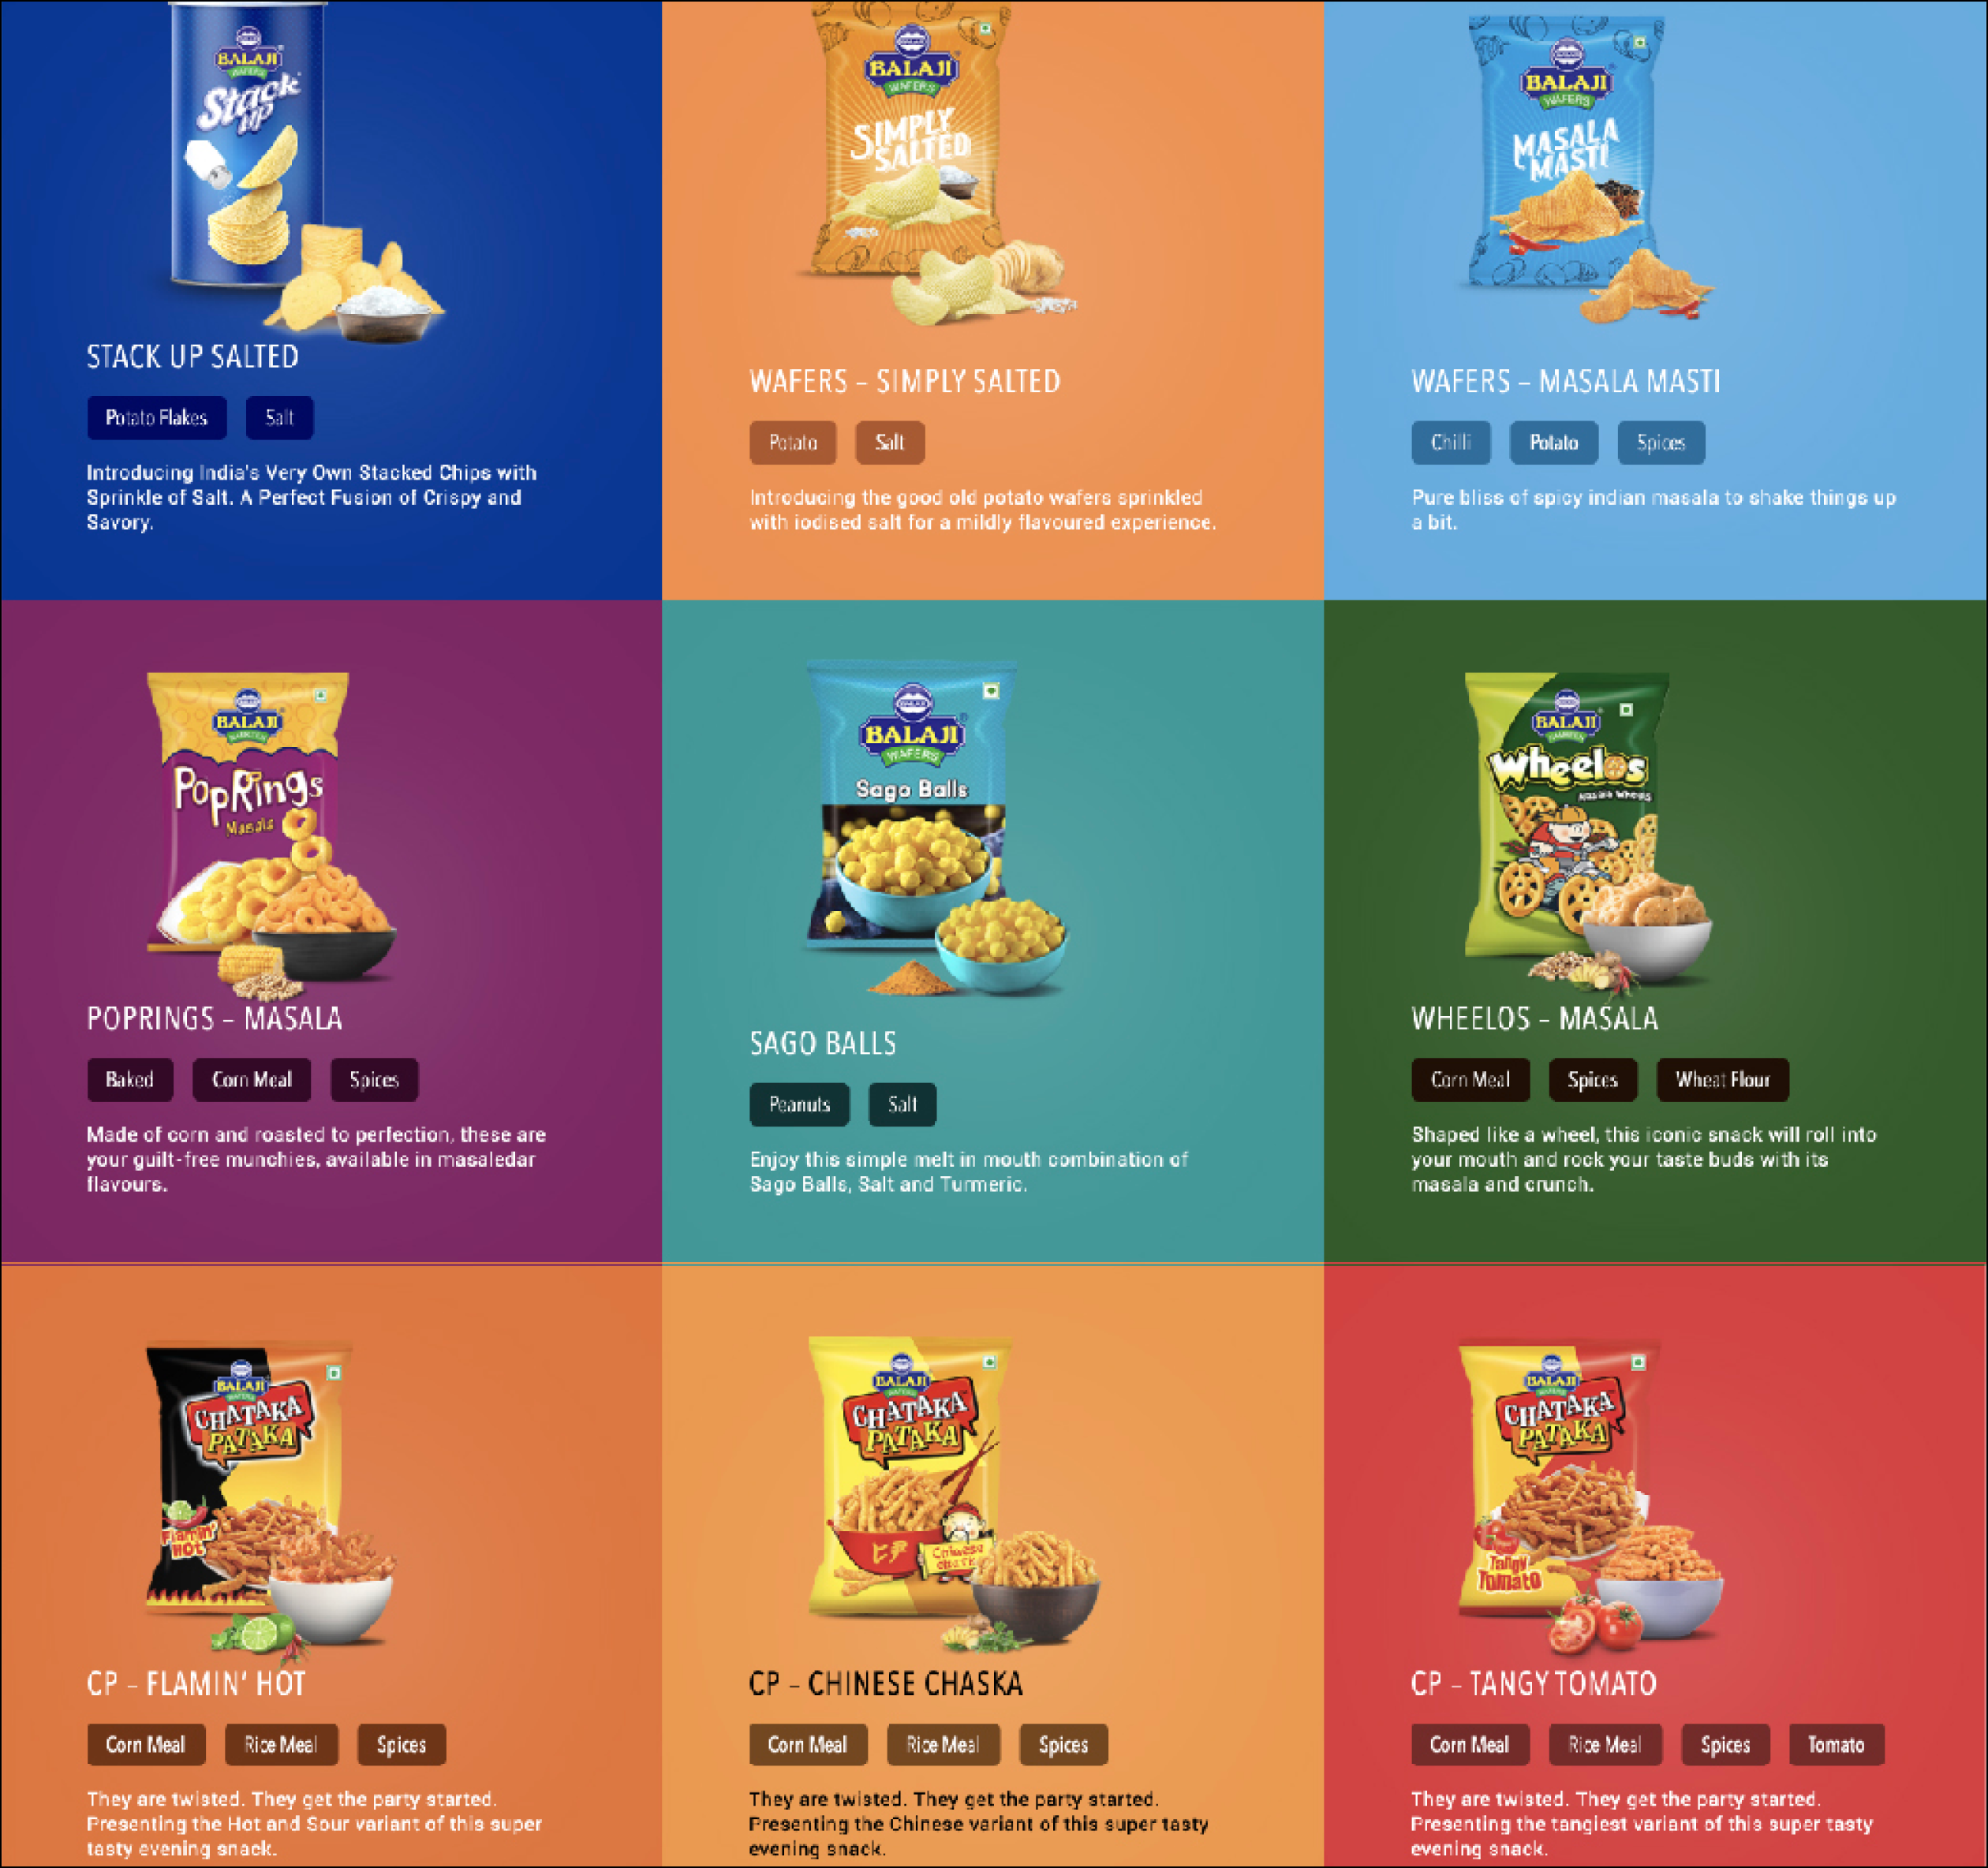 BALAJI
WAFERS
Stack
UP
STACK UP SALTED
Potato Flakes
Salt
Introducing India's Very Own Stacked Chips with
Sprinkle of Salt. A Perfect Fusion of Crispy and
Savory.
BALAJI
WAFERS
SIMPLY
SALTED
WAFERS – SIMPLY SALTED
Potato
Salt
Introducing the good old potato wafers sprinkled
with iodised salt for a mildly flavoured experience.
BALAJI
WAFERS
MASALA
MASTI
WAFERS – MASALA MASTI
Chilli
Potato
Spices
Pure bliss of spicy indian masala to shake things up
a bit.
BALAJI
PopRings
Masala
POPRINGS – MASALA
Baked
Corn Meal
Spices
Made of corn and roasted to perfection, these are
your guilt-free munchies, available in masaledar
flavours.
BALAJI
WAFERS
Sago Balls
SAGO BALLS
Peanuts
Salt
Enjoy this simple melt in mouth combination of
Sago Balls, Salt and Turmeric.
BALAJI
Wheelos
Masala Wheels
WHEELOS – MASALA
Corn Meal
Spices
Wheat Flour
Shaped like a wheel, this iconic snack will roll into
your mouth and rock your taste buds with its
masala and crunch.
BALAJI
WAFERS
CHATAKA
PATAKA
Flamin'
HOT
CP – FLAMIN' HOT
Corn Meal
Rice Meal
Spices
They are twisted. They get the party started.
Presenting the Hot and Sour variant of this super
tasty evening snack.
BALAJI
WAFERS
CHATAKA
PATAKA
Chinese
chaska
CP – CHINESE CHASKA
Corn Meal
Rice Meal
Spices
They are twisted. They get the party started.
Presenting the Chinese variant of this super tasty
evening snack.
BALAJI
WAFERS
CHATAKA
PATAKA
Tangy
Tomato
CP – TANGY TOMATO
Corn Meal
Rice Meal
Spices
Tomato
They are twisted. They get the party started.
Presenting the tangiest variant of this super tasty
evening snack.